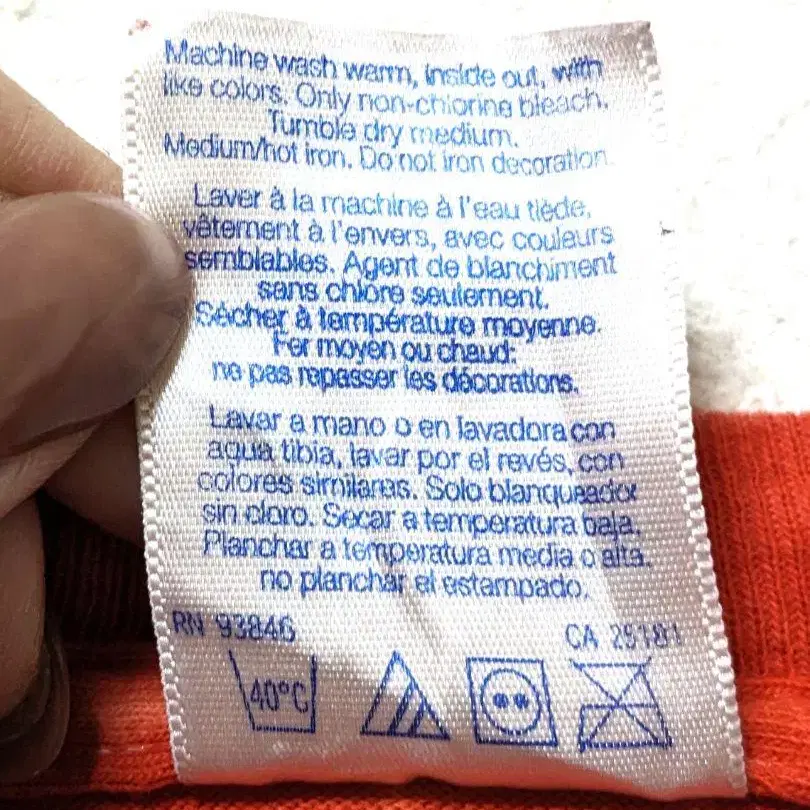 Machine wash warm, inside out, with
like colors. Only non-chlorine bleach.
Tumble dry medium.
Medium/hot iron. Do not iron decoration.
Laver à la machine à l'eau tiède,
vêtement à l'envers, avec couleurs
semblables. Agent de blanchiment
sans chlore seulement.
Sécher à température moyenne.
Fer moyen ou chaud:
ne pas repasser les décorations.
Lavar a mano o en lavadora con
agua tibia, lavar por el revés, con
colores similares. Solo blanqueador
sin cloro. Secar a temperatura baja.
Planchar a temperatura media o alta.
no planchar el estampado.
RN 93846 CA 25181
40°C